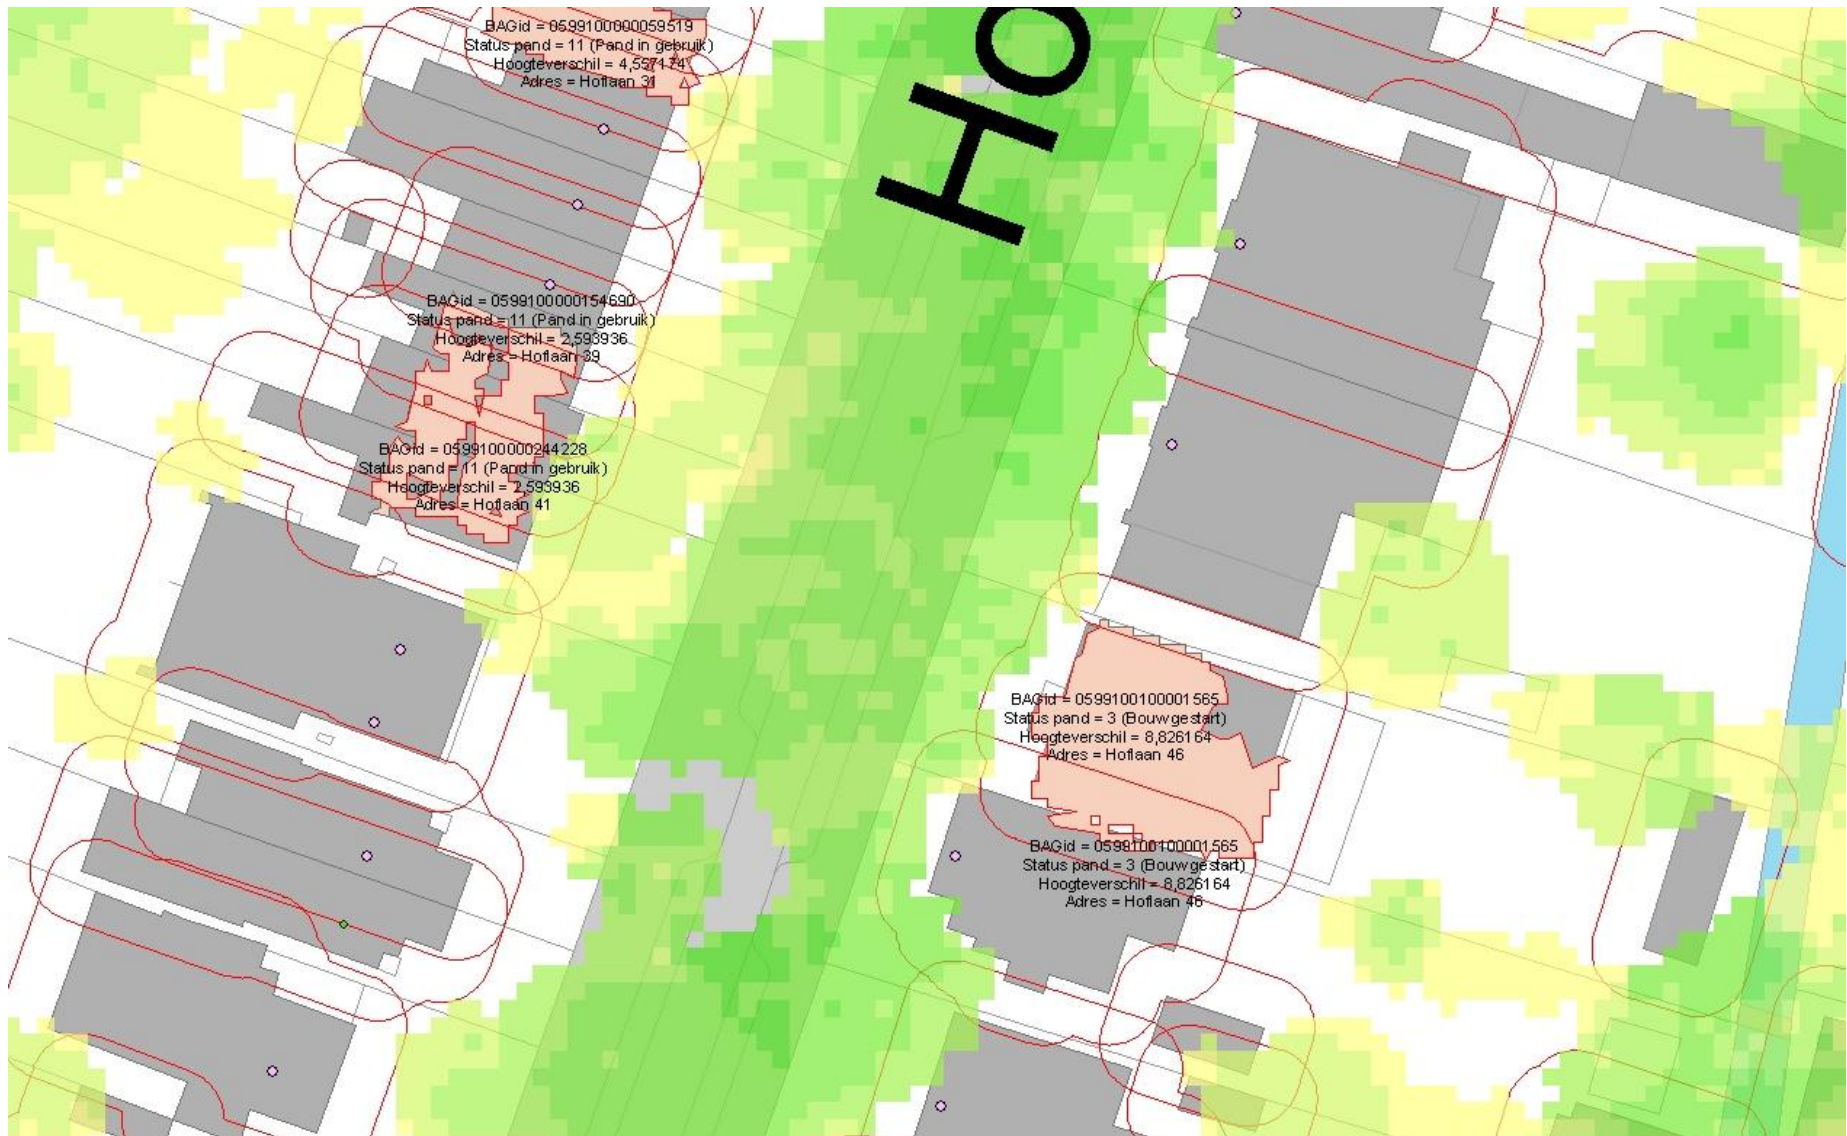 BAGid = 0599100000059519
Status pand = 11 (Pand in gebruik)
Hoogteverschil = 4,557174
Adres = Hoflaan 31
Ho
BAGid = 0599100000154690
Status pand = 11 (Pand in gebruik)
Hoogteverschil = 2,593936
Adres = Hoflaan 39
BAGid = 0599100000244228
Status pand = 11 (Pand in gebruik)
Hoogteverschil = 2,593936
Adres = Hoflaan 41
BAGid = 0599100100001565
Status pand = 3 (Bouw gestart)
Hoogteverschil = 8,826164
Adres = Hoflaan 46
BAGid = 0599100100001565
Status pand = 3 (Bouw gestart)
Hoogteverschil = 8,826164
Adres = Hoflaan 46